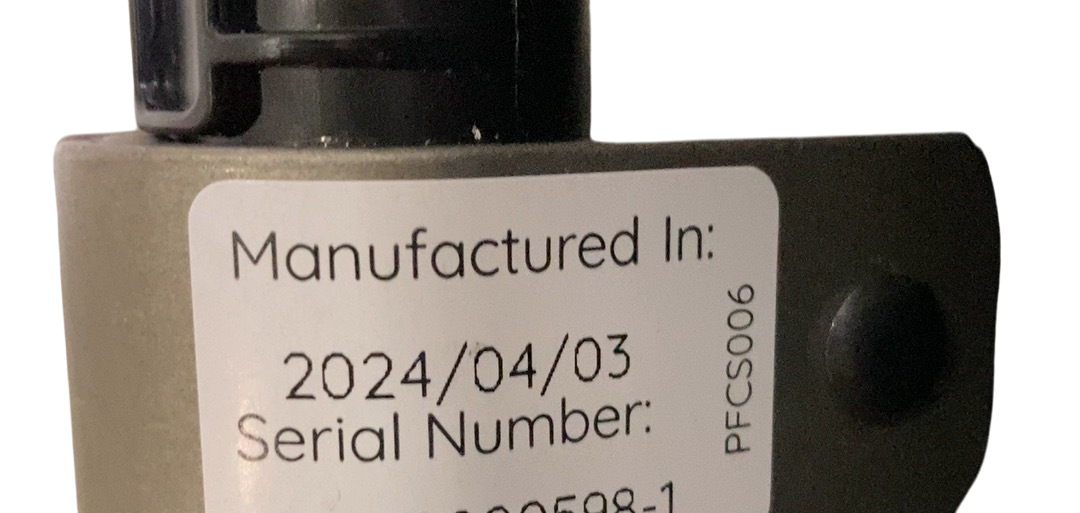 Manufactured In:
2024/04/03
Serial Number:
PFCS006